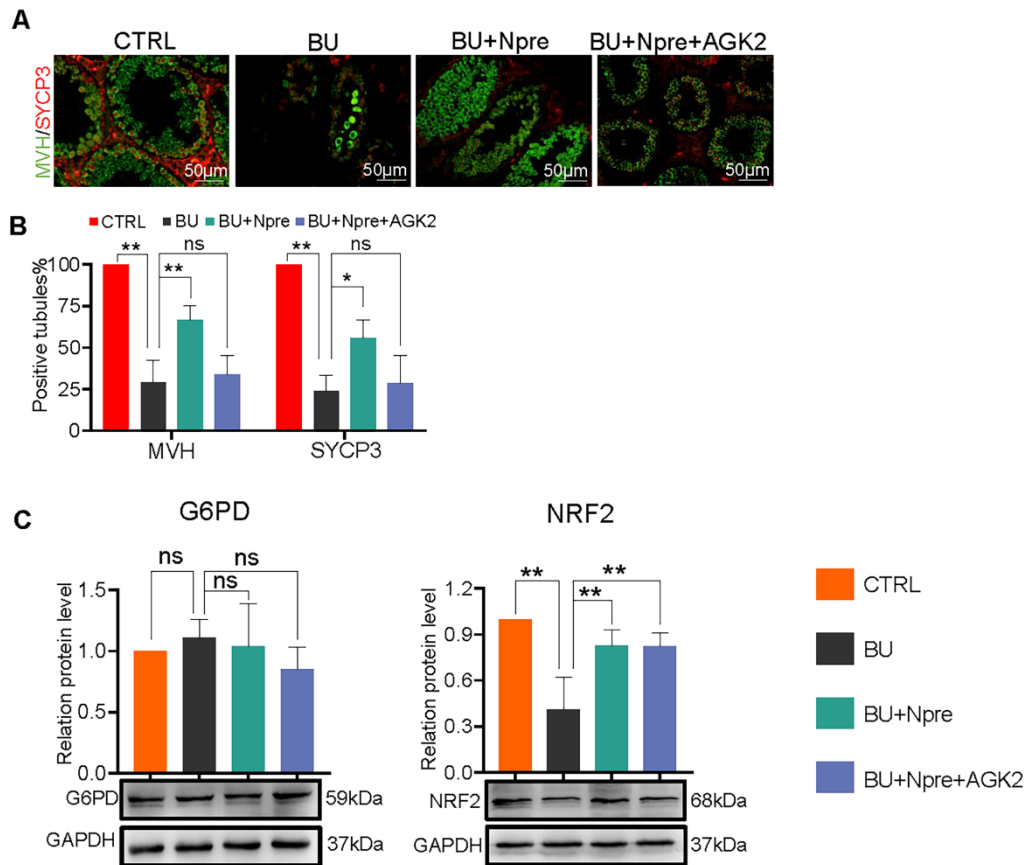 A
CTRL BU BU+Npre BU+Npre+AGK2
MVH/SYCP3
50μm 50μm 50μm 50μm
B
CTRL BU BU+Npre BU+Npre+AGK2
ns ns
** ** ** *
Positive tubules%
100
75
50
25
0
MVH SYCP3
C
G6PD
ns ns
ns
Relation protein level
1.5
1.0
0.5
0.0
G6PD 59kDa
GAPDH 37kDa
NRF2
** **
**
Relation protein level
1.2
0.9
0.6
0.3
0.0
NRF2 68kDa
GAPDH 37kDa
CTRL
BU
BU+Npre
BU+Npre+AGK2